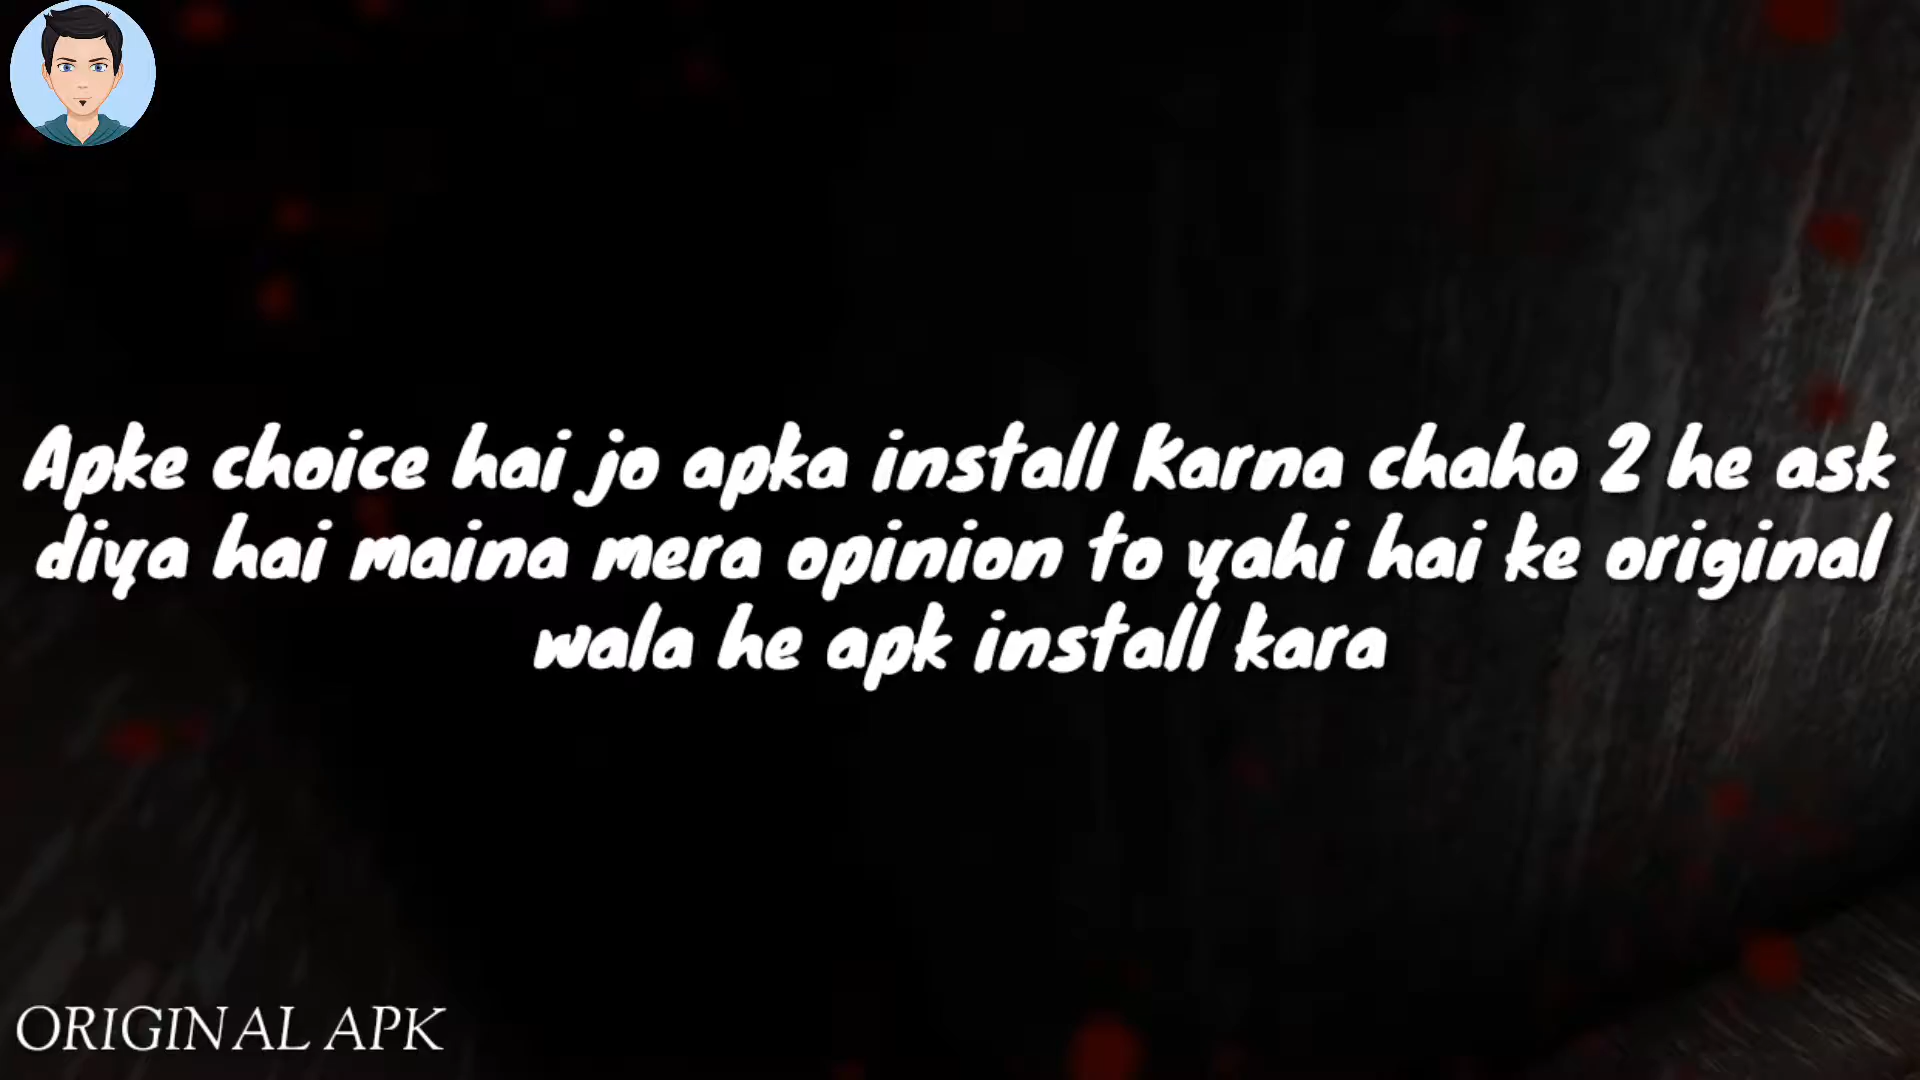 Apke choice hai jo apka install Karna chaho 2 he ask
diya hai maina mera opinion to yahi hai ke original
wala he apk install kara
ORIGINAL APK